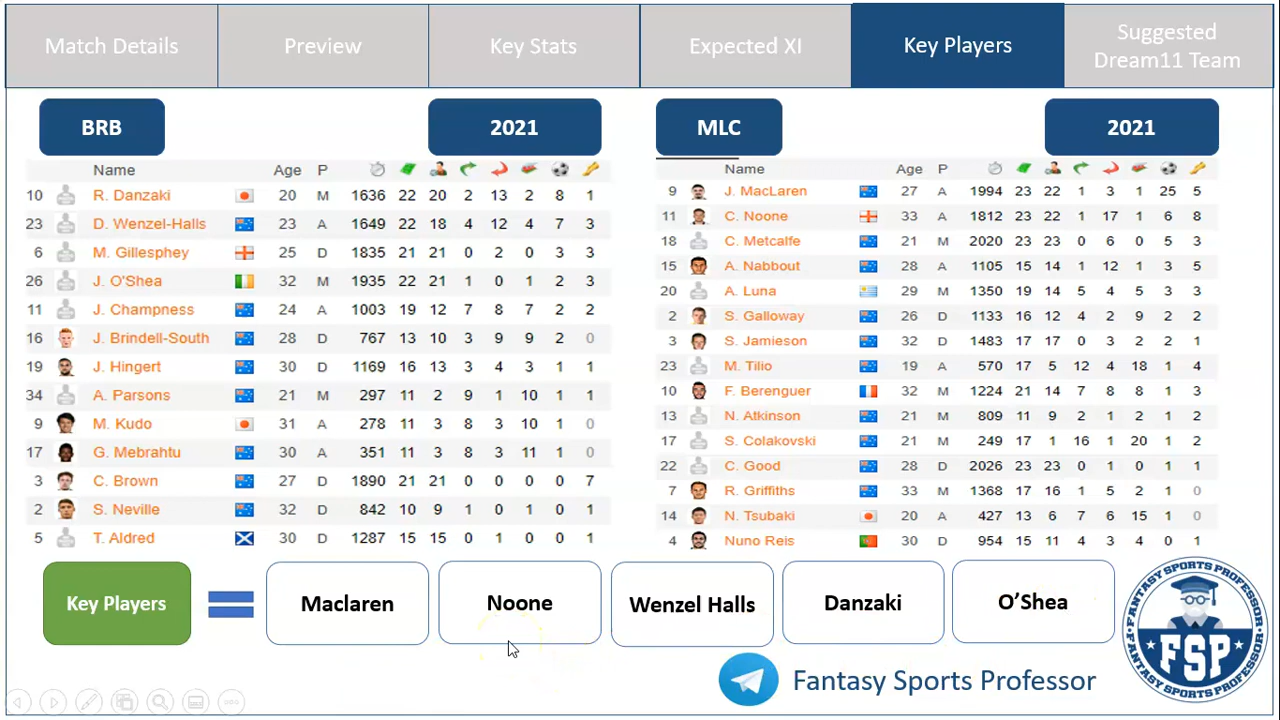 Match Details
Preview
Key Stats
Expected XI
Key Players
Suggested
Dream11 Team
BRB
2021
Name Age P
10 R. Danzaki 20 M 1636 22 20 2 13 2 8 1
23 D. Wenzel-Halls 23 A 1649 22 18 4 12 4 7 3
6 M. Gillesphey 25 D 1835 21 21 0 2 0 3 3
26 J. O'Shea 32 M 1935 22 21 1 0 1 2 3
11 J. Champness 24 A 1003 19 12 7 8 7 2 2
16 J. Brindell-South 28 D 767 13 10 3 9 9 2 0
19 J. Hingert 30 D 1169 16 13 3 4 3 1 1
34 A. Parsons 21 M 297 11 2 9 1 10 1 1
9 M. Kudo 31 A 278 11 3 8 3 10 1 0
17 G. Mebrahtu 30 A 351 11 3 8 3 11 1 0
3 C. Brown 27 D 1890 21 21 0 0 0 0 7
2 S. Neville 32 D 842 10 9 1 0 1 0 1
5 T. Aldred 30 D 1287 15 15 0 1 0 0 1
MLC
2021
Name Age P
9 J. MacLaren 27 A 1994 23 22 1 3 1 25 5
11 C. Noone 33 A 1812 23 22 1 17 1 6 8
18 C. Metcalfe 21 M 2020 23 23 0 6 0 5 3
15 A. Nabbout 28 A 1105 15 14 1 12 1 3 5
20 A. Luna 29 M 1350 19 14 5 4 5 3 3
2 S. Galloway 26 D 1133 16 12 4 2 9 2 2
3 S. Jamieson 32 D 1483 17 17 0 3 2 2 1
23 M. Tilio 19 A 570 17 5 12 4 18 1 4
10 F. Berenguer 32 M 1224 21 14 7 8 8 1 3
13 N. Atkinson 21 M 809 11 9 2 1 2 1 2
17 S. Colakovski 21 M 249 17 1 16 1 20 1 2
22 C. Good 28 D 2026 23 23 0 1 0 1 1
7 R. Griffiths 33 M 1368 17 16 1 5 2 1 0
14 N. Tsubaki 20 A 427 13 6 7 6 15 1 0
4 Nuno Reis 30 D 954 15 11 4 3 4 0 1
Key Players
Maclaren
Noone
Wenzel Halls
Danzaki
O’Shea
Fantasy Sports Professor
FANTASY SPORTS PROFESSOR
FSP
FANTASY SPORTS PROFESSOR